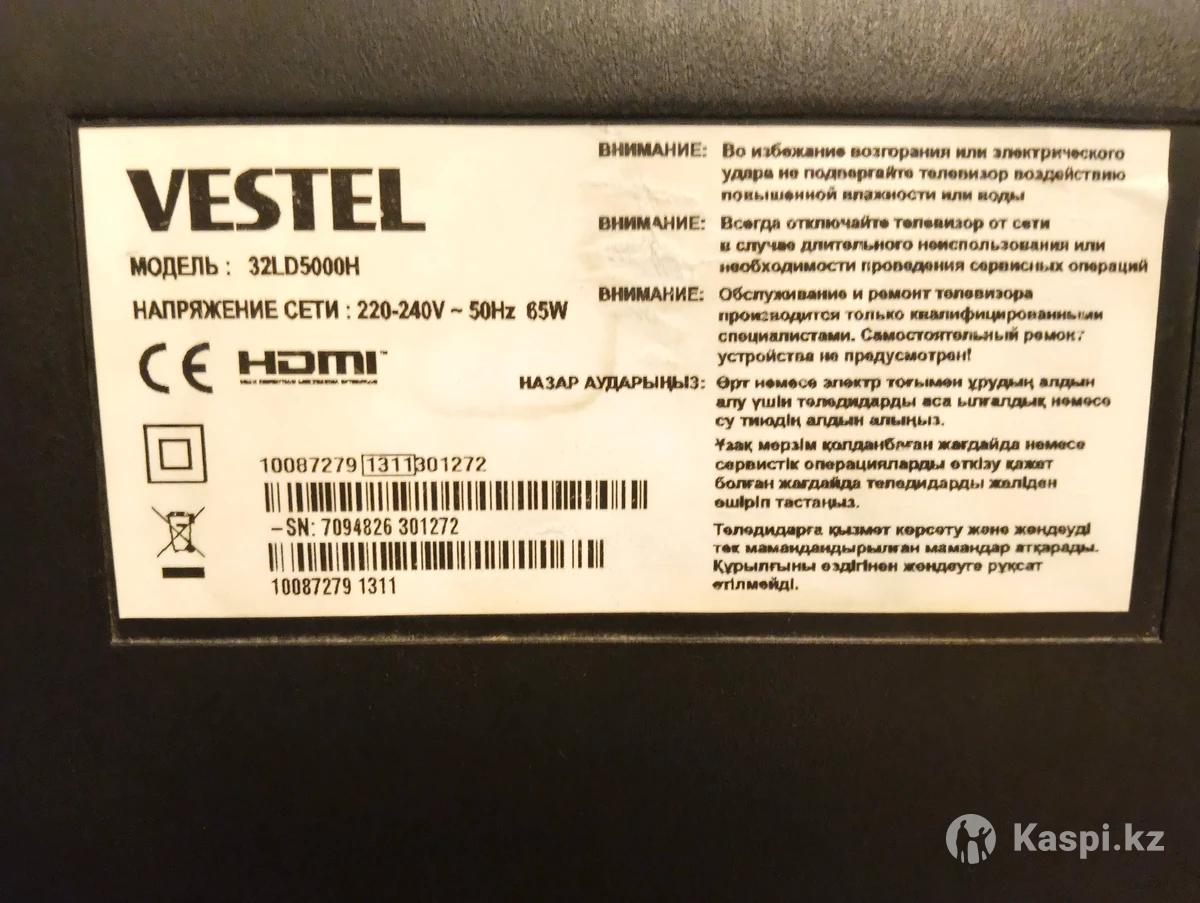 VESTEL
МОДЕЛЬ : 32LD5000H
НАПРЯЖЕНИЕ СЕТИ : 220-240V ~ 50Hz 65W
CE HDMI
10087279 1311 301272
-SN: 7094826 301272
10087279 1311
ВНИМАНИЕ: Во избежание возгорания или электрического
удара не подвергайте телевизор воздействию
повышенной влажности или воды
ВНИМАНИЕ: Всегда отключайте телевизор от сети
в случае длительного неиспользования или
необходимости проведения сервисных операций
ВНИМАНИЕ: Обслуживание и ремонт телевизора
производится только квалифицированными
специалистами. Самостоятельный ремонт
устройства не предусмотрен!
НАЗАР АУДАРЫҢЫЗ: Өрт немесе электр тоғымен ұрудың алдын
алу үшін теледидарды аса ылғалдық немесе
су тиюдің алдын алыңыз.
Ұзақ мерзім қолданбаған жағдайда немесе
сервистік операцияларды өткізу қажет
болған жағдайда теледидарды желіден
өшіріп тастаңыз.
Теледидарға қызмет көрсету және жөндеуді
тек мамандандырылған мамандар атқарады.
Құрылғыны өздігінен жөндеуге рұқсат
етілмейді.
Kaspi.kz